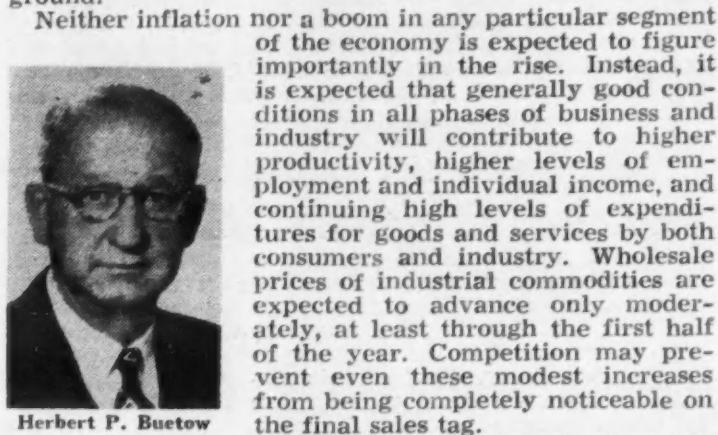 ground.
Neither inflation nor a boom in any particular segment
of the economy is expected to figure
importantly in the rise. Instead, it
is expected that generally good con-
ditions in all phases of business and
industry will contribute to higher
productivity, higher levels of em-
ployment and individual income, and
continuing high levels of expendi-
tures for goods and services by both
consumers and industry. Wholesale
prices of industrial commodities are
expected to advance only moder-
ately, at least through the first half
of the year. Competition may pre-
vent even these modest increases
from being completely noticeable on
the final sales tag.
Herbert P. Buetow